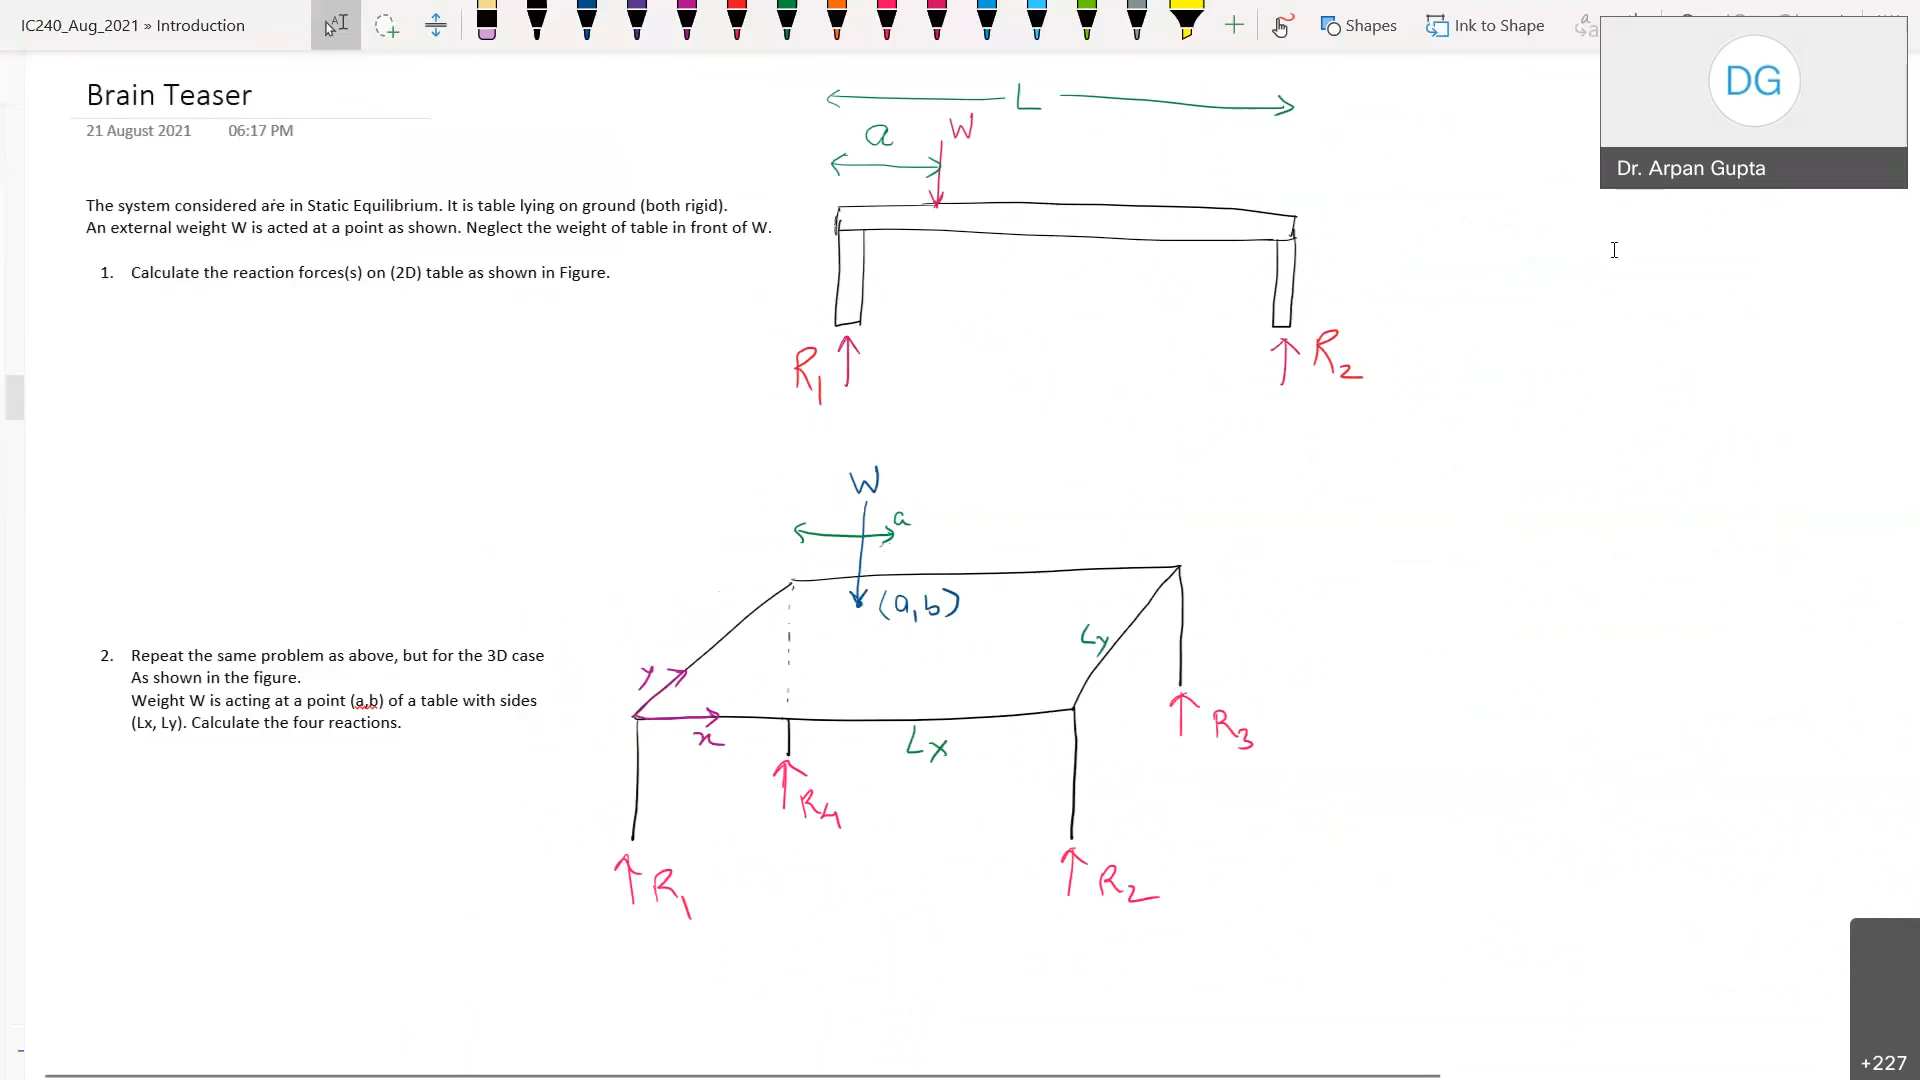 IC240_Aug_2021 » Introduction
Shapes
Ink to Shape
DG
Dr. Arpan Gupta
Brain Teaser
21 August 2021 06:17 PM
The system considered are in Static Equilibrium. It is table lying on ground (both rigid).
An external weight W is acted at a point as shown. Neglect the weight of table in front of W.
1. Calculate the reaction forces(s) on (2D) table as shown in Figure.
L
a
W
R1
R2
W
a
(a,b)
Ly
y
x
Lx
R3
R4
R1
R2
2. Repeat the same problem as above, but for the 3D case
As shown in the figure.
Weight W is acting at a point (a,b) of a table with sides
(Lx, Ly). Calculate the four reactions.
+227